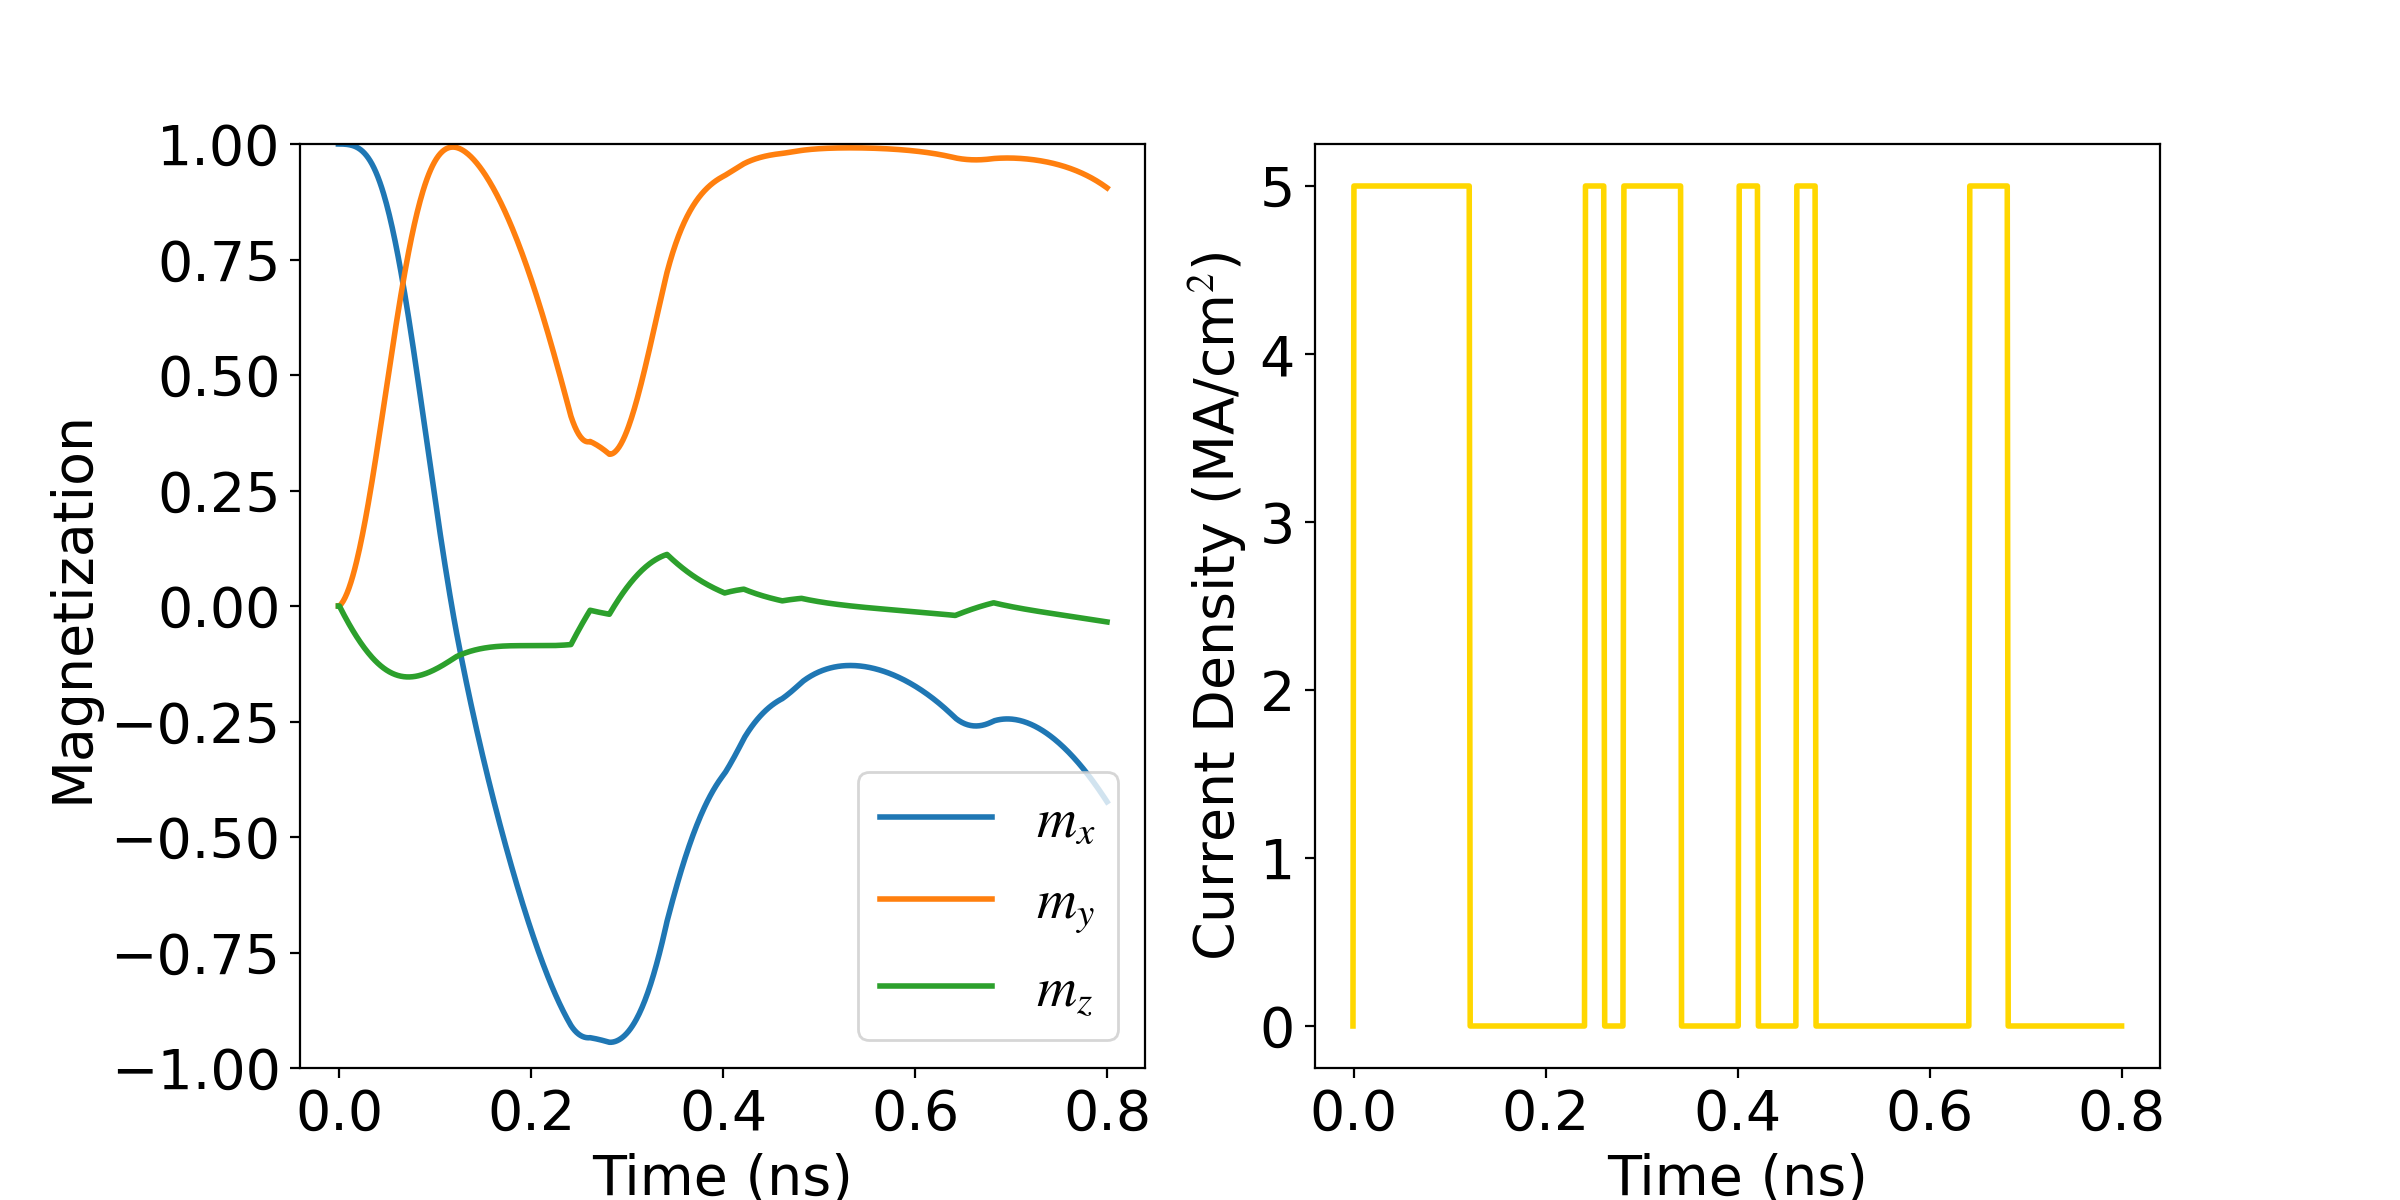 Magnetization
1.00
0.75
0.50
0.25
0.00
−0.25
−0.50
−0.75
−1.00
0.0 0.2 0.4 0.6 0.8
Time (ns)
m_x
m_y
m_z
Current Density (MA/cm²)
5
4
3
2
1
0
0.0 0.2 0.4 0.6 0.8
Time (ns)